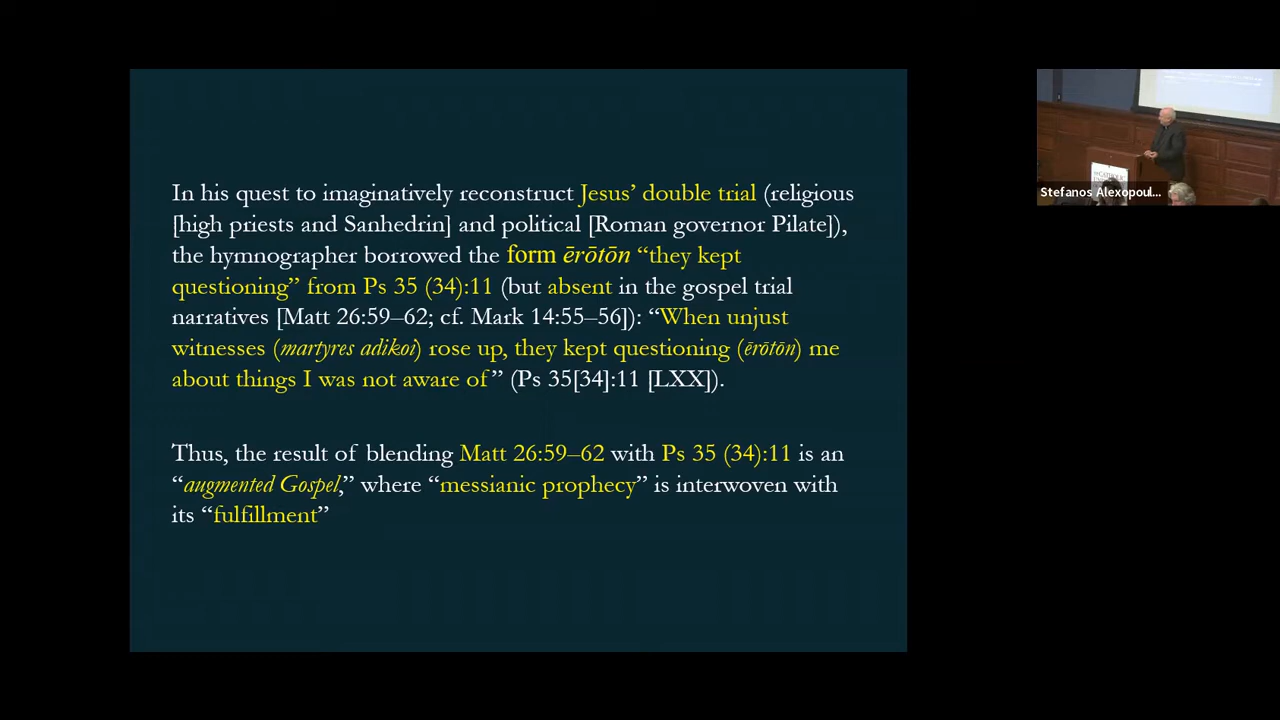 In his quest to imaginatively reconstruct Jesus’ double trial (religious
[high priests and Sanhedrin] and political [Roman governor Pilate]),
the hymnographer borrowed the form ērōtōn “they kept
questioning” from Ps 35 (34):11 (but absent in the gospel trial
narratives [Matt 26:59–62; cf. Mark 14:55–56]): “When unjust
witnesses (martyres adikoi) rose up, they kept questioning (ērōtōn) me
about things I was not aware of” (Ps 35[34]:11 [LXX]).
Thus, the result of blending Matt 26:59–62 with Ps 35 (34):11 is an
“augmented Gospel,” where “messianic prophecy” is interwoven with
its “fulfillment”
Stefanos Alexopoul...